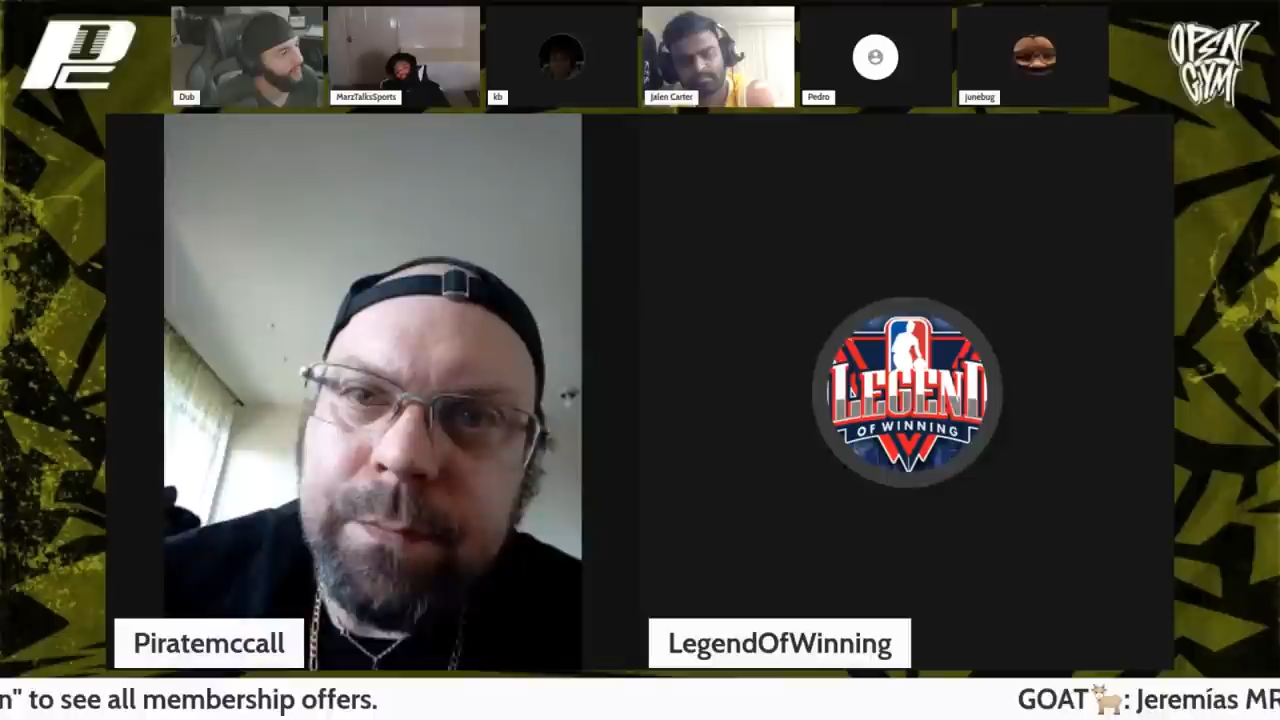 PTC
Dub
MarzTalksSports
kb
Jalen Carter
Pedro
Junebug
OPEN
GYM
LEGEND
OF WINNING
Piratemccall
LegendOfWinning
n" to see all membership offers.
GOAT🐐: Jeremías MR